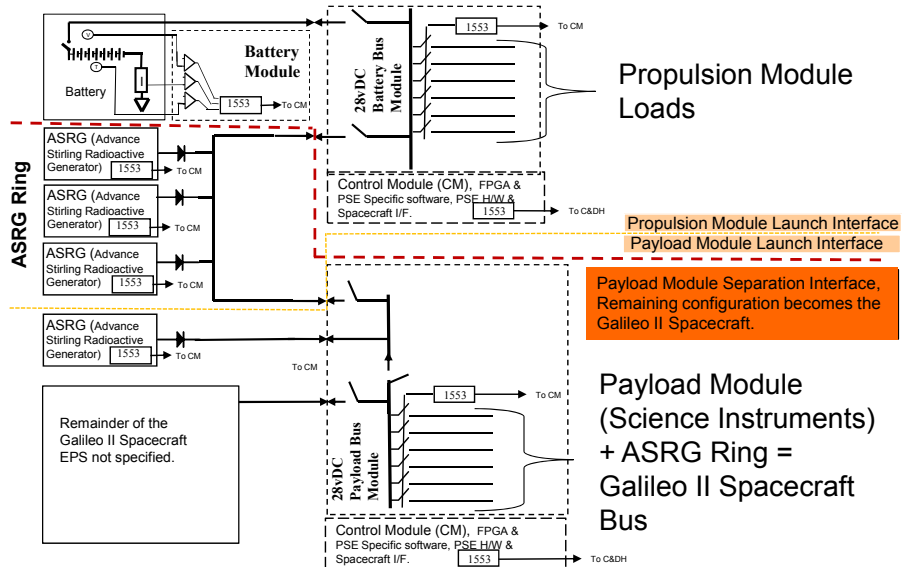 V
T
I
Battery
Battery
Module
1553
To CM
28vDC
Battery Bus
Module
1553
To CM
Propulsion Module
Loads
ASRG Ring
ASRG (Advance
Stirling Radioactive
Generator)
1553
To CM
ASRG (Advance
Stirling Radioactive
Generator)
1553
To CM
ASRG (Advance
Stirling Radioactive
Generator)
1553
To CM
Control Module (CM), FPGA &
PSE Specific software, PSE H/W &
Spacecraft I/F.
1553
To C&DH
Propulsion Module Launch Interface
Payload Module Launch Interface
Payload Module Separation Interface,
Remaining configuration becomes the
Galileo II Spacecraft.
ASRG (Advance
Stirling Radioactive
Generator)
1553
To CM
To CM
Remainder of the
Galileo II Spacecraft
EPS not specified.
28vDC
Payload Bus
Module
1553
To CM
Payload Module
(Science Instruments)
+ ASRG Ring =
Galileo II Spacecraft
Bus
Control Module (CM), FPGA &
PSE Specific software, PSE H/W &
Spacecraft I/F.
1553
To C&DH